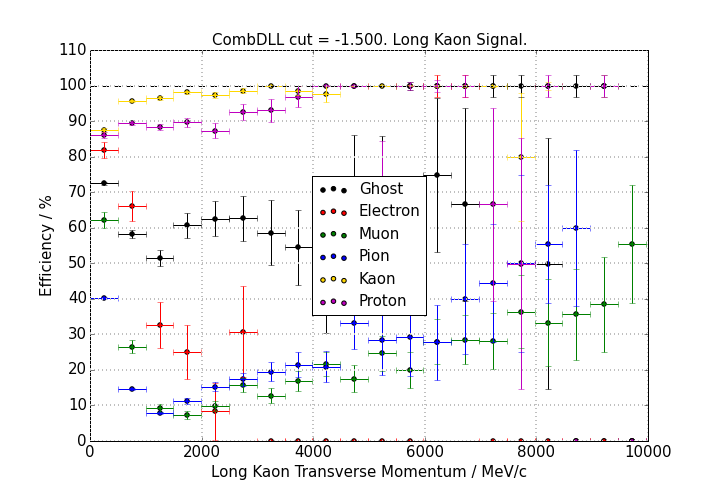 CombDLL cut = -1.500. Long Kaon Signal.
110
100
90
80
70
60
50
40
30
20
10
0
Efficiency / %
Ghost
Electron
Muon
Pion
Kaon
Proton
0 2000 4000 6000 8000 10000
Long Kaon Transverse Momentum / MeV/c